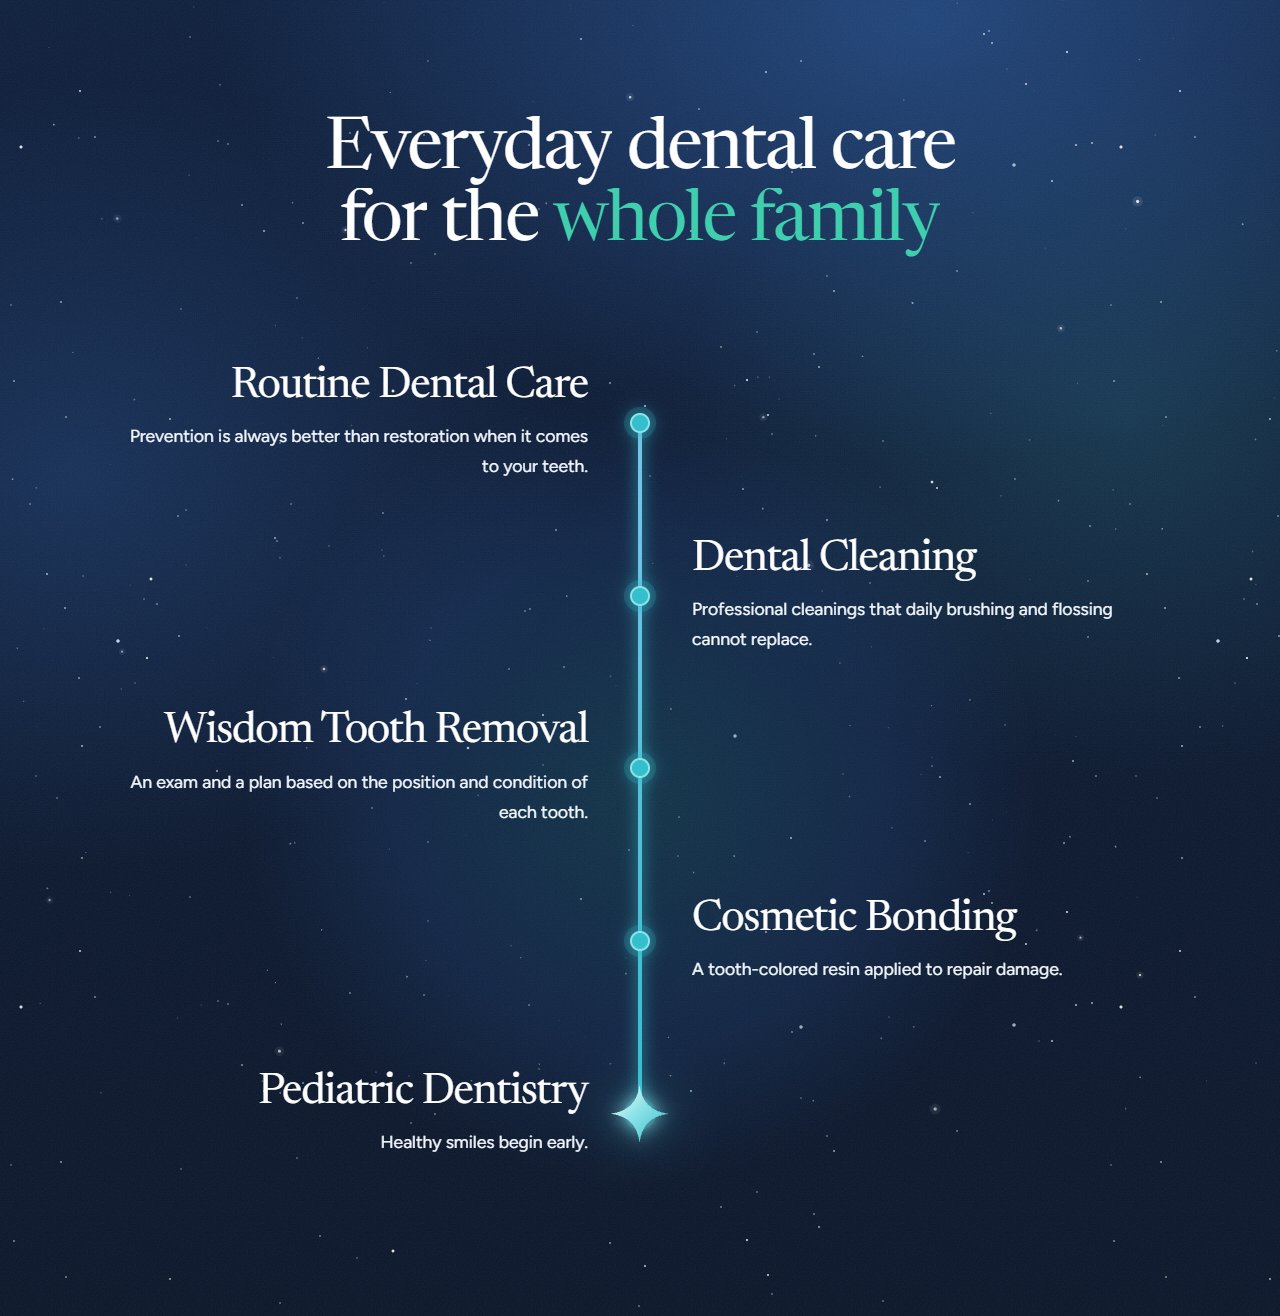 Everyday dental care
for the whole family
Routine Dental Care
Prevention is always better than restoration when it comes
to your teeth.
Dental Cleaning
Professional cleanings that daily brushing and flossing
cannot replace.
Wisdom Tooth Removal
An exam and a plan based on the position and condition of
each tooth.
Cosmetic Bonding
A tooth-colored resin applied to repair damage.
Pediatric Dentistry
Healthy smiles begin early.